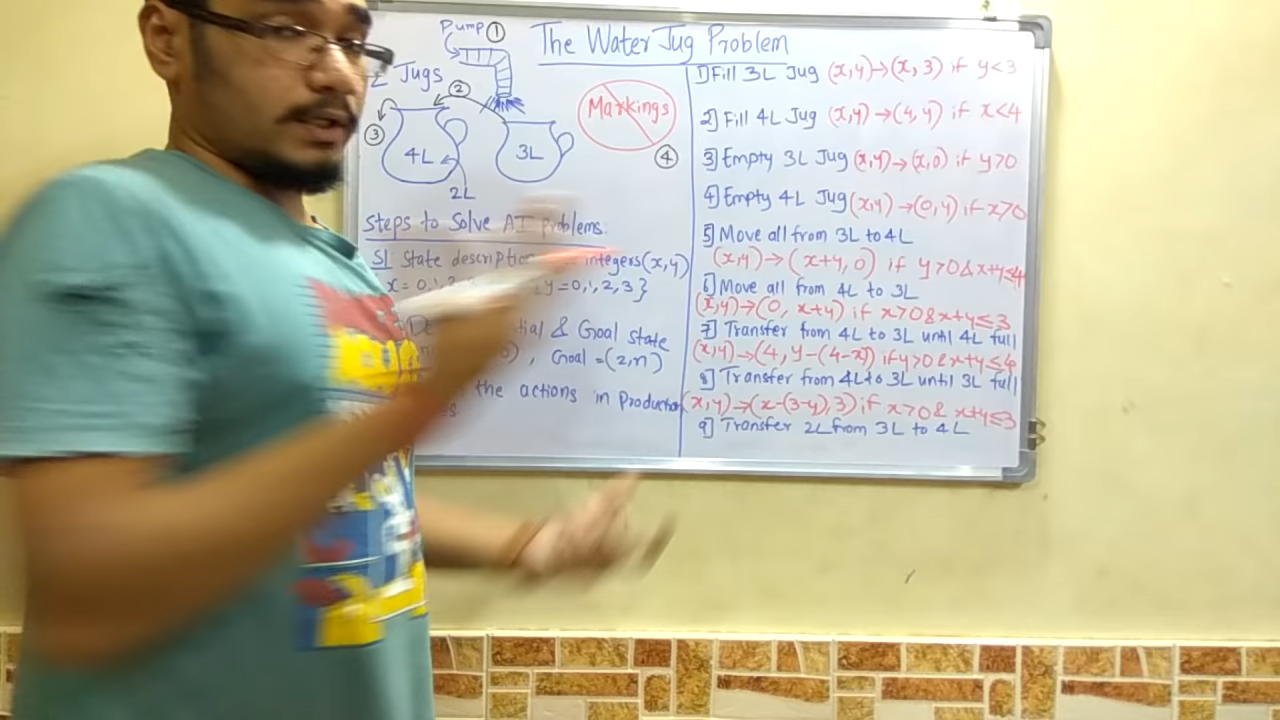 The Water Jug Problem
Pump ①
2 Jugs
②
③
4L
3L
2L
Markings
④
Steps to Solve AI Problems:
S1 State description integers (x,y)
x = 0,1,2 y=0,1,2,3}
& Goal state
, Goal = (2,n)
the actions in Production
1) Fill 3L Jug (x,y)→(x,3) if y<3
2] Fill 4L Jug (x,y)→(4,y) if x<4
3] Empty 3L Jug (x,y)→(x,0) if y>0
4] Empty 4L Jug (x,y)→(0,y) if x>0
5] Move all from 3L to 4L
(x,y)→(x+y,0) if y>0&x+y≤4
6] Move all from 4L to 3L
(x,y)→(0, x+y) if x>0&x+y≤3
7] Transfer from 4L to 3L until 4L full
(x,y)→(4, y-(4-x)) if y>0&x+y≤4
8] Transfer from 4L to 3L until 3L full
(x,y)→(x-(3-y),3) if x>0 & x+y≤3
9] Transfer 2L from 3L to 4L